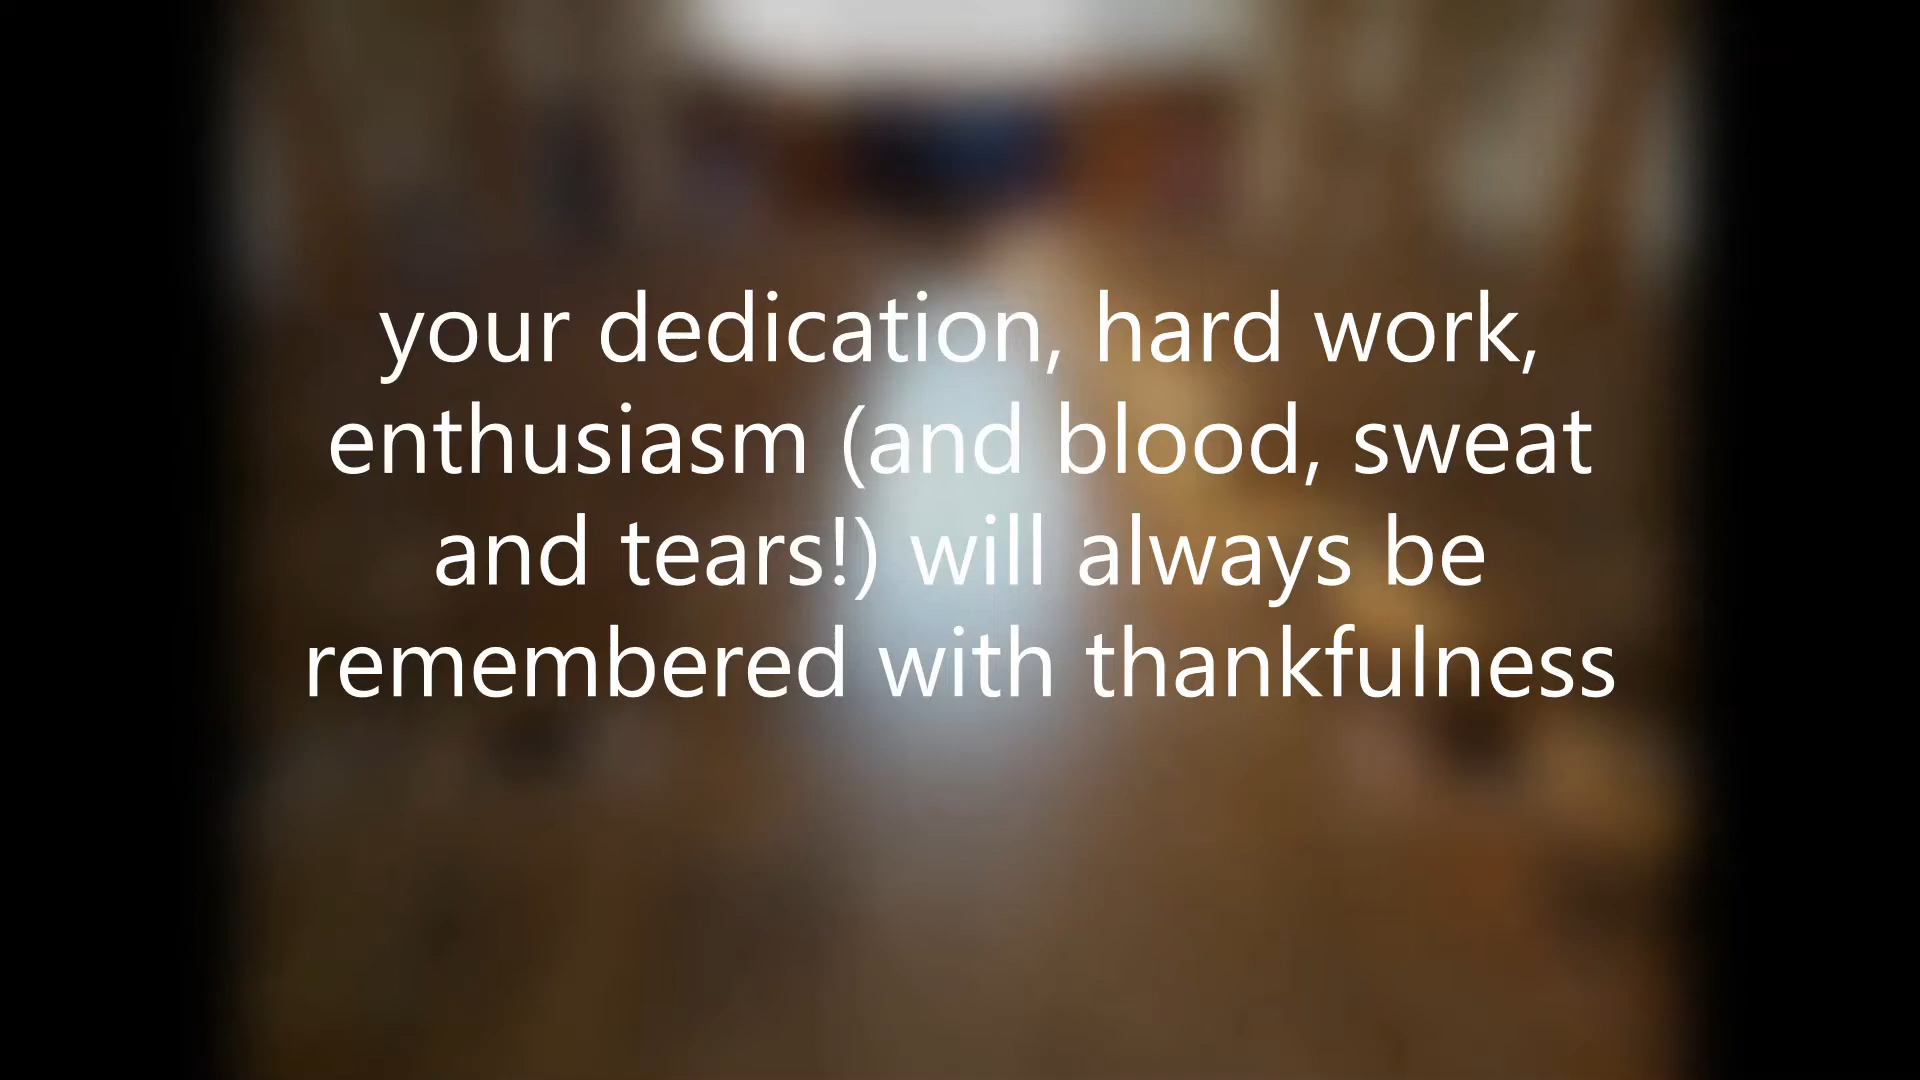 your dedication, hard work,
enthusiasm (and blood, sweat
and tears!) will always be
remembered with thankfulness